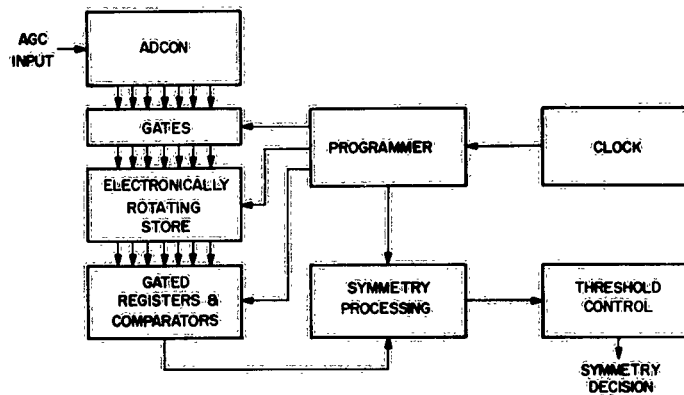 AGC
INPUT
ADCON
GATES
PROGRAMMER
CLOCK
ELECTRONICALLY
ROTATING
STORE
GATED
REGISTERS &
COMPARATORS
SYMMETRY
PROCESSING
THRESHOLD
CONTROL
SYMMETRY
DECISION